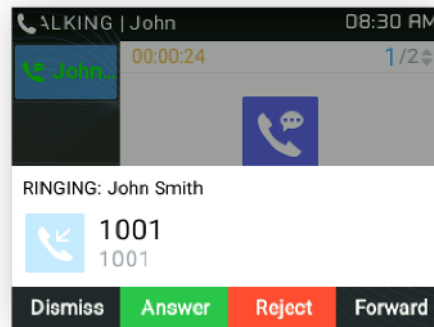 ALKING | John 08:30 AM
John...
00:00:24 1/2
RINGING: John Smith
1001
1001
Dismiss Answer Reject Forward